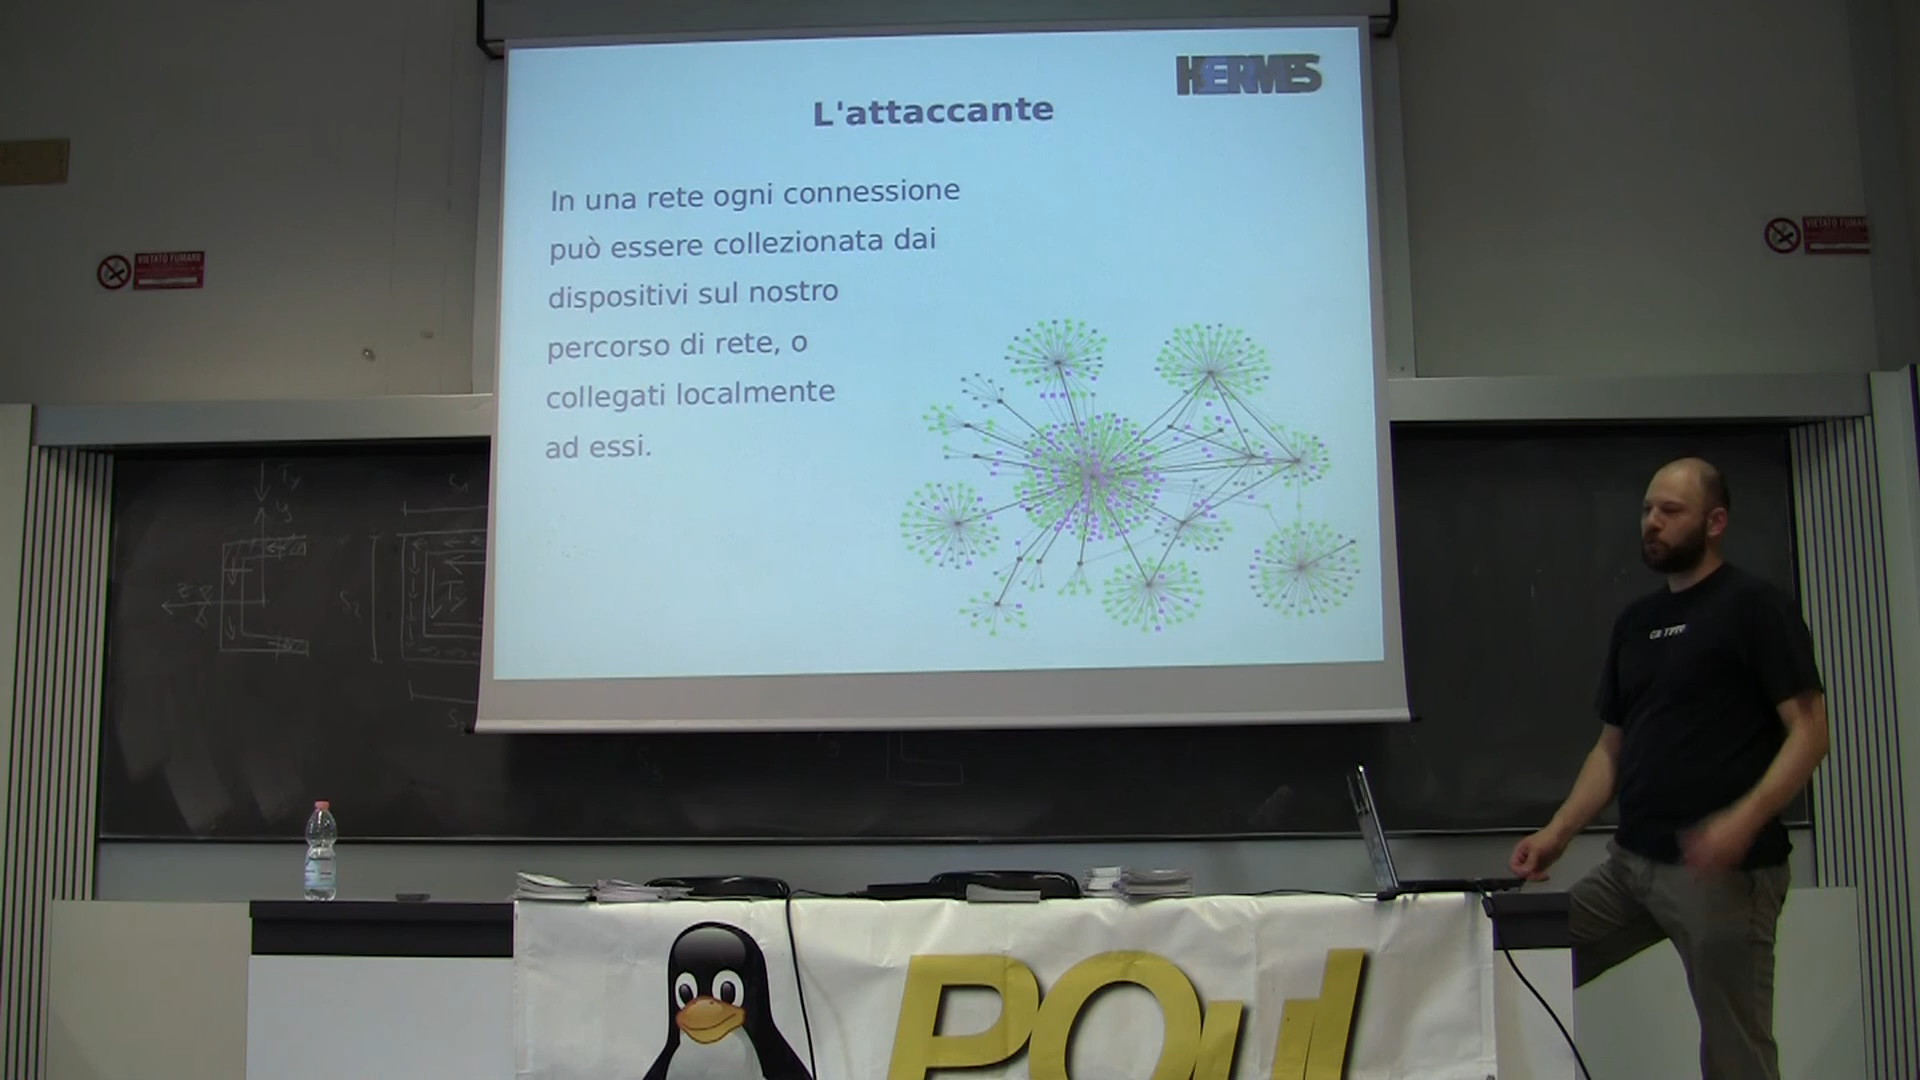 HERMES
L'attaccante
In una rete ogni connessione
può essere collezionata dai
dispositivi sul nostro
percorso di rete, o
collegati localmente
ad essi.
VIETATO FUMARE
VIETATO FUMARE
POul